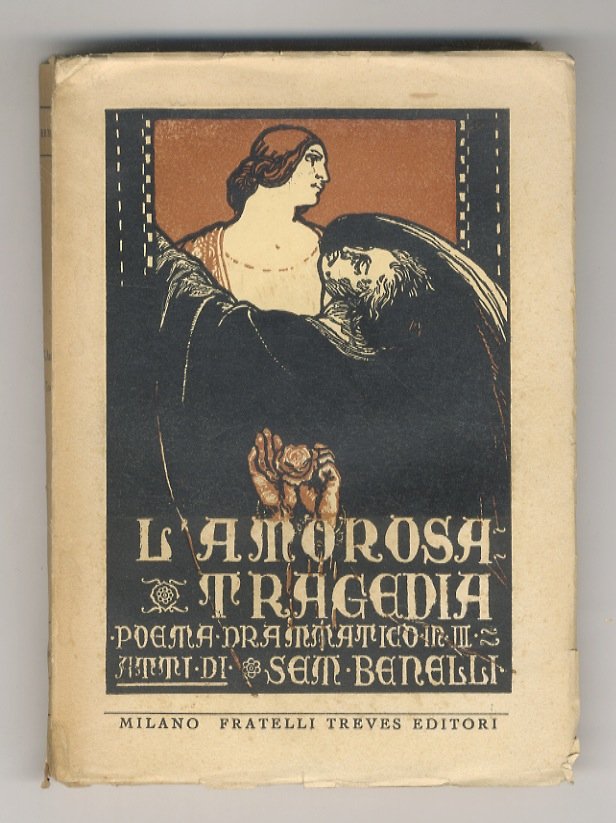 L'AMOROSA
TRAGEDIA
·POEMA·DRAMMATICO·IN·III·
ATTI·DI SEM·BENELLI·
MILANO FRATELLI TREVES EDITORI